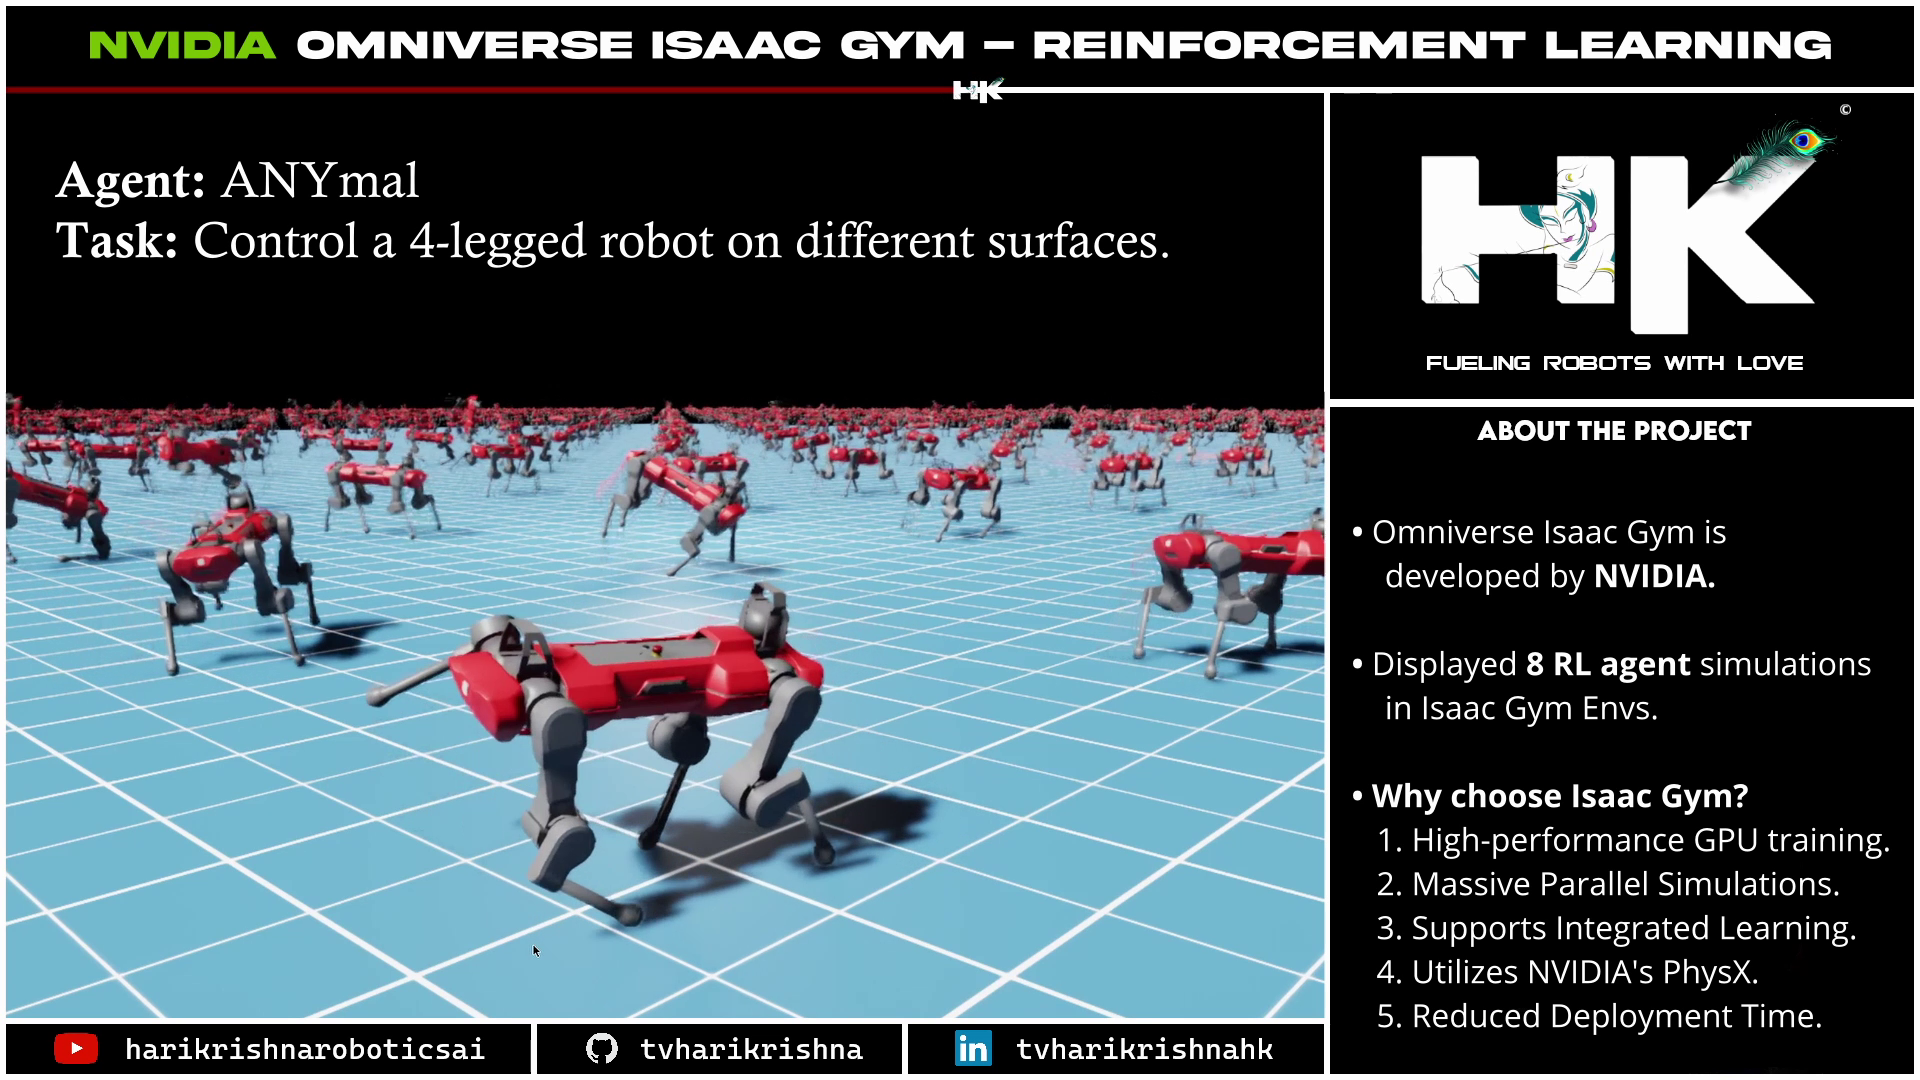 NVIDIA OMNIVERSE ISAAC GYM – REINFORCEMENT LEARNING
HK
Agent: ANYmal
Task: Control a 4-legged robot on different surfaces.
©
HK
FUELING ROBOTS WITH LOVE
ABOUT THE PROJECT
• Omniverse Isaac Gym is
developed by NVIDIA.
• Displayed 8 RL agent simulations
in Isaac Gym Envs.
• Why choose Isaac Gym?
1. High-performance GPU training.
2. Massive Parallel Simulations.
3. Supports Integrated Learning.
4. Utilizes NVIDIA's PhysX.
5. Reduced Deployment Time.
harikrishnaroboticsai
tvharikrishna
in tvharikrishnahk